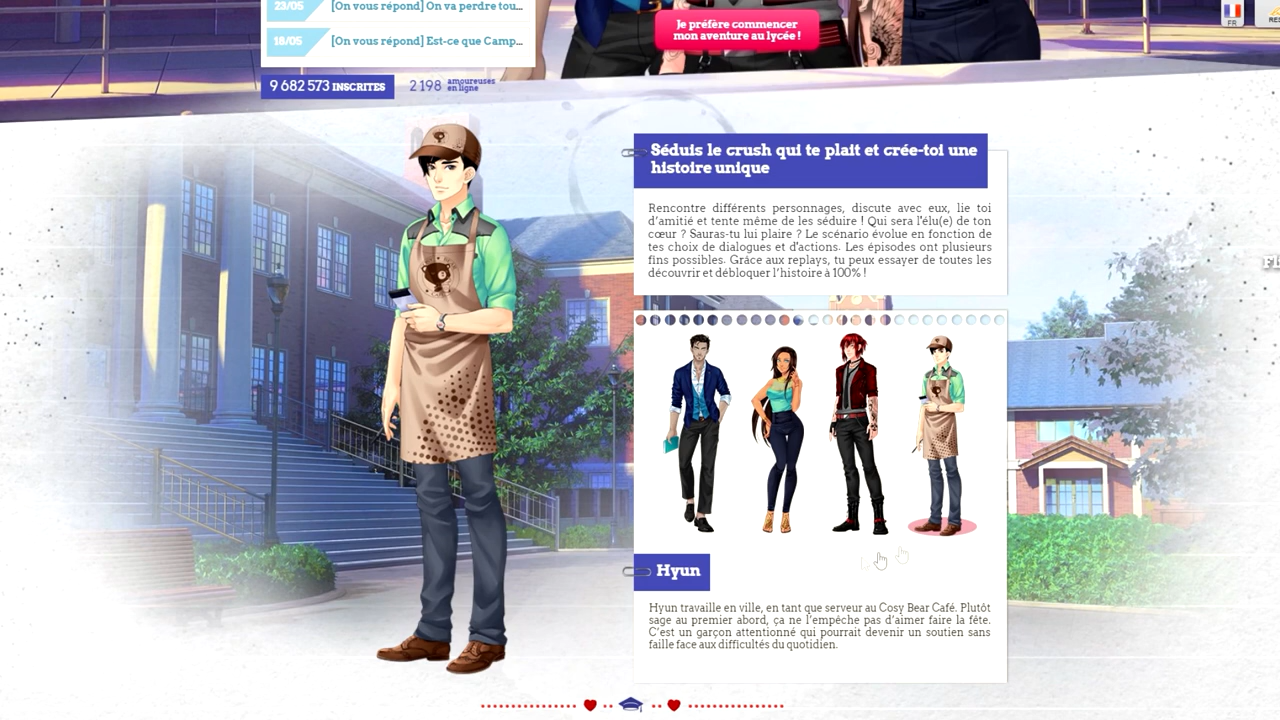 23/05 [On vous répond] On va perdre tou...
18/05 [On vous répond] Est-ce que Camp...
Je préfère commencer
mon aventure au lycée !
FR
9 682 573 INSCRITES 2 198 amoureuses
en ligne
Séduis le crush qui te plait et crée-toi une
histoire unique
Rencontre différents personnages, discute avec eux, lie toi
d'amitié et tente même de les séduire ! Qui sera l'élu(e) de ton
cœur ? Sauras-tu lui plaire ? Le scénario évolue en fonction de
tes choix de dialogues et d'actions. Les épisodes ont plusieurs
fins possibles. Grâce aux replays, tu peux essayer de toutes les
découvrir et débloquer l'histoire à 100% !
Hyun
Hyun travaille en ville, en tant que serveur au Cosy Bear Café. Plutôt
sage au premier abord, ça ne l'empêche pas d'aimer faire la fête.
C'est un garçon attentionné qui pourrait devenir un soutien sans
faille face aux difficultés du quotidien.